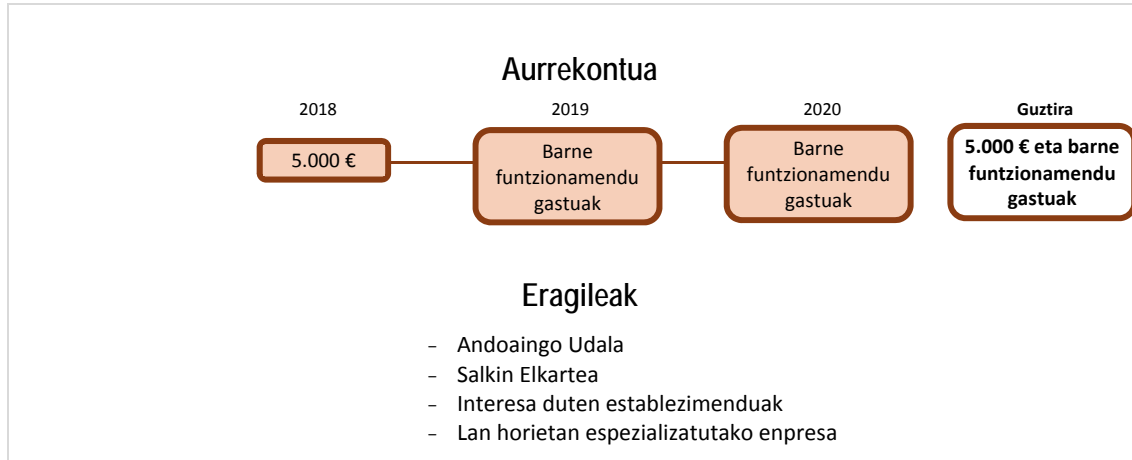 Aurrekontua
2018
2019
2020
Guztira
5.000 €
Barne
funtzionamendu
gastuak
Barne
funtzionamendu
gastuak
5.000 € eta barne
funtzionamendu
gastuak
Eragileak
- Andoaingo Udala
- Salkin Elkartea
- Interesa duten establezimenduak
- Lan horietan espezializatutako enpresa